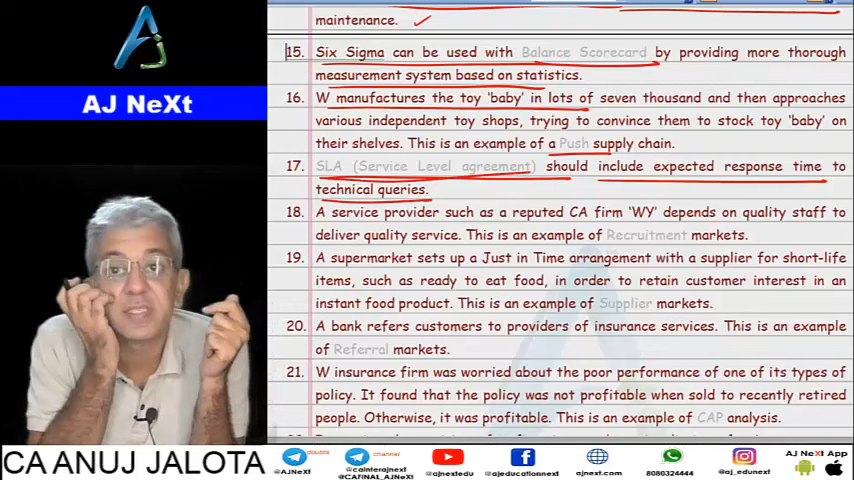 maintenance.
15. Six Sigma can be used with Balance Scorecard by providing more thorough
measurement system based on statistics.
16. W manufactures the toy 'baby' in lots of seven thousand and then approaches
various independent toy shops, trying to convince them to stock toy 'baby' on
their shelves. This is an example of a Push supply chain.
17. SLA (Service Level agreement) should include expected response time to
technical queries.
18. A service provider such as a reputed CA firm 'WY' depends on quality staff to
deliver quality service. This is an example of Recruitment markets.
19. A supermarket sets up a Just in Time arrangement with a supplier for short-life
items, such as ready to eat food, in order to retain customer interest in an
instant food product. This is an example of Supplier markets.
20. A bank refers customers to providers of insurance services. This is an example
of Referral markets.
21. W insurance firm was worried about the poor performance of one of its types of
policy. It found that the policy was not profitable when sold to recently retired
people. Otherwise, it was profitable. This is an example of CAP analysis.
AJ NeXt
CA ANUJ JALOTA
doubts
@AJNeXt
@cainterajnext
@CAFINAL_AJNeXt
@ajnextedu
@ajeducationnext
ajnext.com
8080324444
@aj_edunext
AJ NeXt App